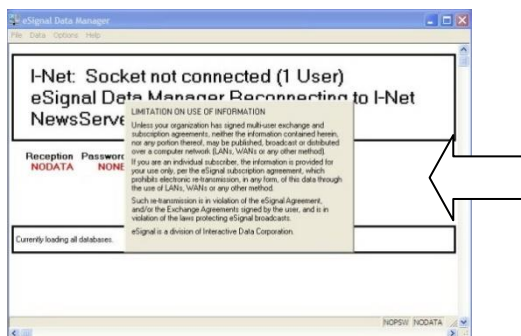 eSignal Data Manager
File Data Options Help
I-Net: Socket not connected (1 User)
eSignal Data Manager Reconnecting to I-Net
NewsServe
LIMITATION ON USE OF INFORMATION
Unless your organization has signed multi-user exchange and
subscription agreements, neither the information contained herein,
nor any portion thereof, may be published, broadcast or distributed
over a computer network (LANs, WANs or any other method).
If you are an individual subscriber, the information is provided for
your use only, per the eSignal subscription agreement, which
prohibits electronic re-transmission, in any form, of this data through
the use of LANs, WANs or any other method.
Such re-transmission is in violation of the eSignal Agreement,
and/or the Exchange Agreements signed by the user, and is in
violation of the laws protecting eSignal broadcasts.
eSignal is a division of Interactive Data Corporation.
Reception Password
NODATA NONE
Currently loading all databases.
NOPSW NODATA